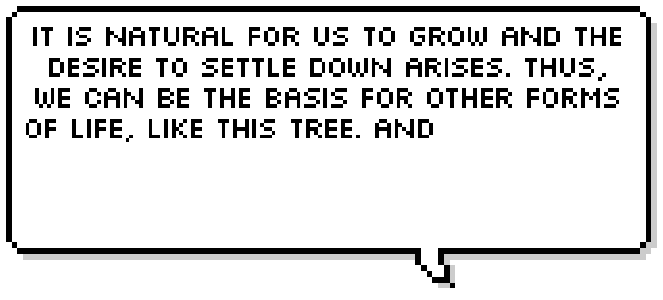 IT IS NATURAL FOR US TO GROW AND THE
DESIRE TO SETTLE DOWN ARISES. THUS,
WE CAN BE THE BASIS FOR OTHER FORMS
OF LIFE, LIKE THIS TREE. AND